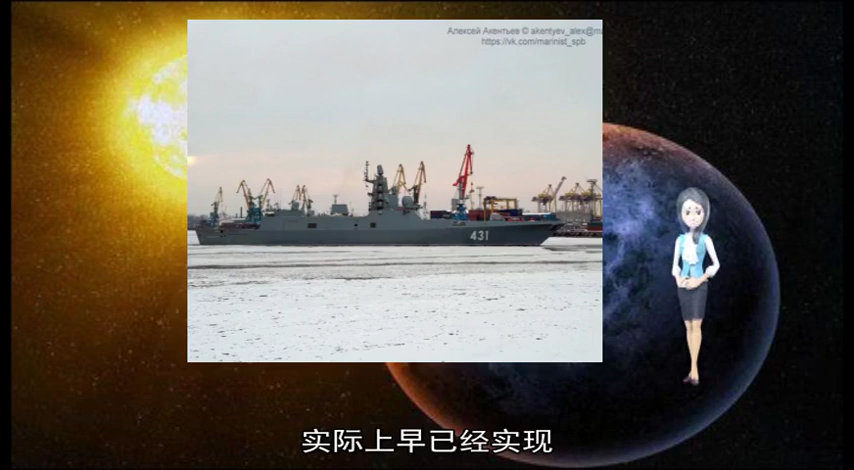 Алексей Акентьев © akentyev_alex@m
https://vk.com/marinist_spb
431
实际上早已经实现